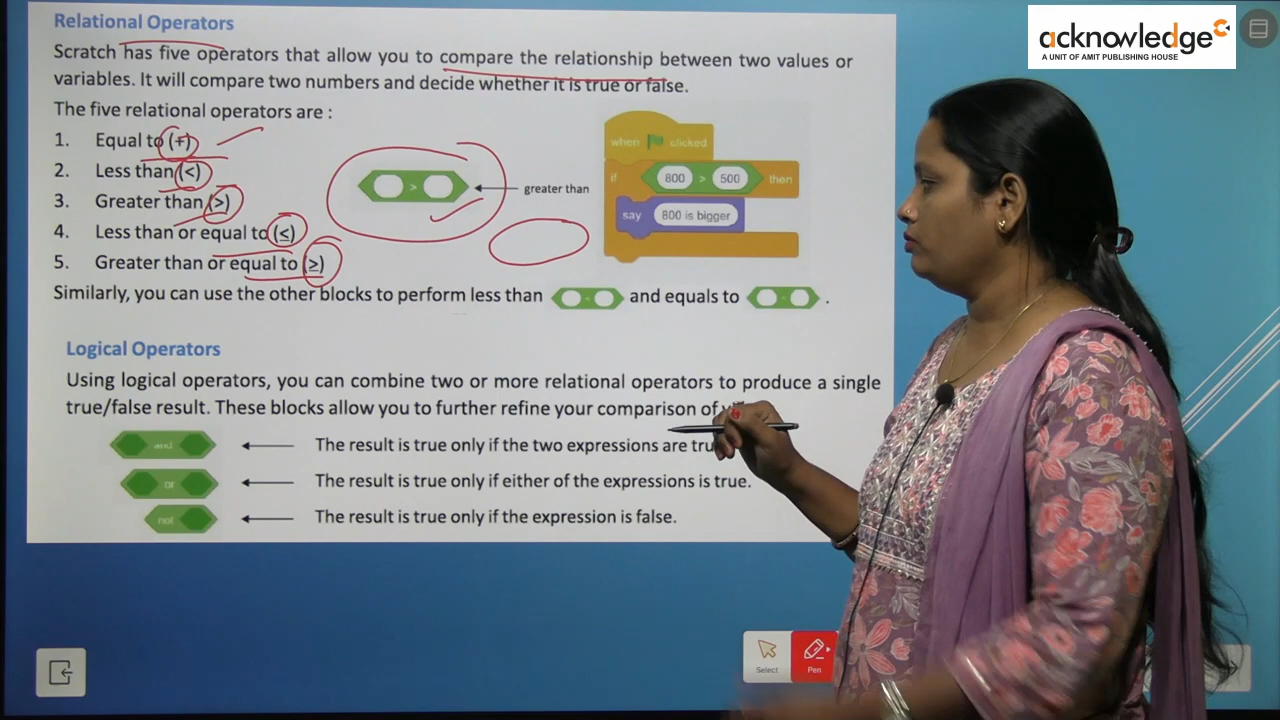 acknowledge
A UNIT OF AMIT PUBLISHING HOUSE
Relational Operators
Scratch has five operators that allow you to compare the relationship between two values or
variables. It will compare two numbers and decide whether it is true or false.
The five relational operators are :
1. Equal to (+)
2. Less than (<)
3. Greater than (>)
4. Less than or equal to (≤)
5. Greater than or equal to (≥)
>
greater than
when clicked
if 800 > 500 then
say 800 is bigger
Similarly, you can use the other blocks to perform less than and equals to .
Logical Operators
Using logical operators, you can combine two or more relational operators to produce a single
true/false result. These blocks allow you to further refine your comparison of
and The result is true only if the two expressions are tru
or The result is true only if either of the expressions is true.
not The result is true only if the expression is false.
Select Pen